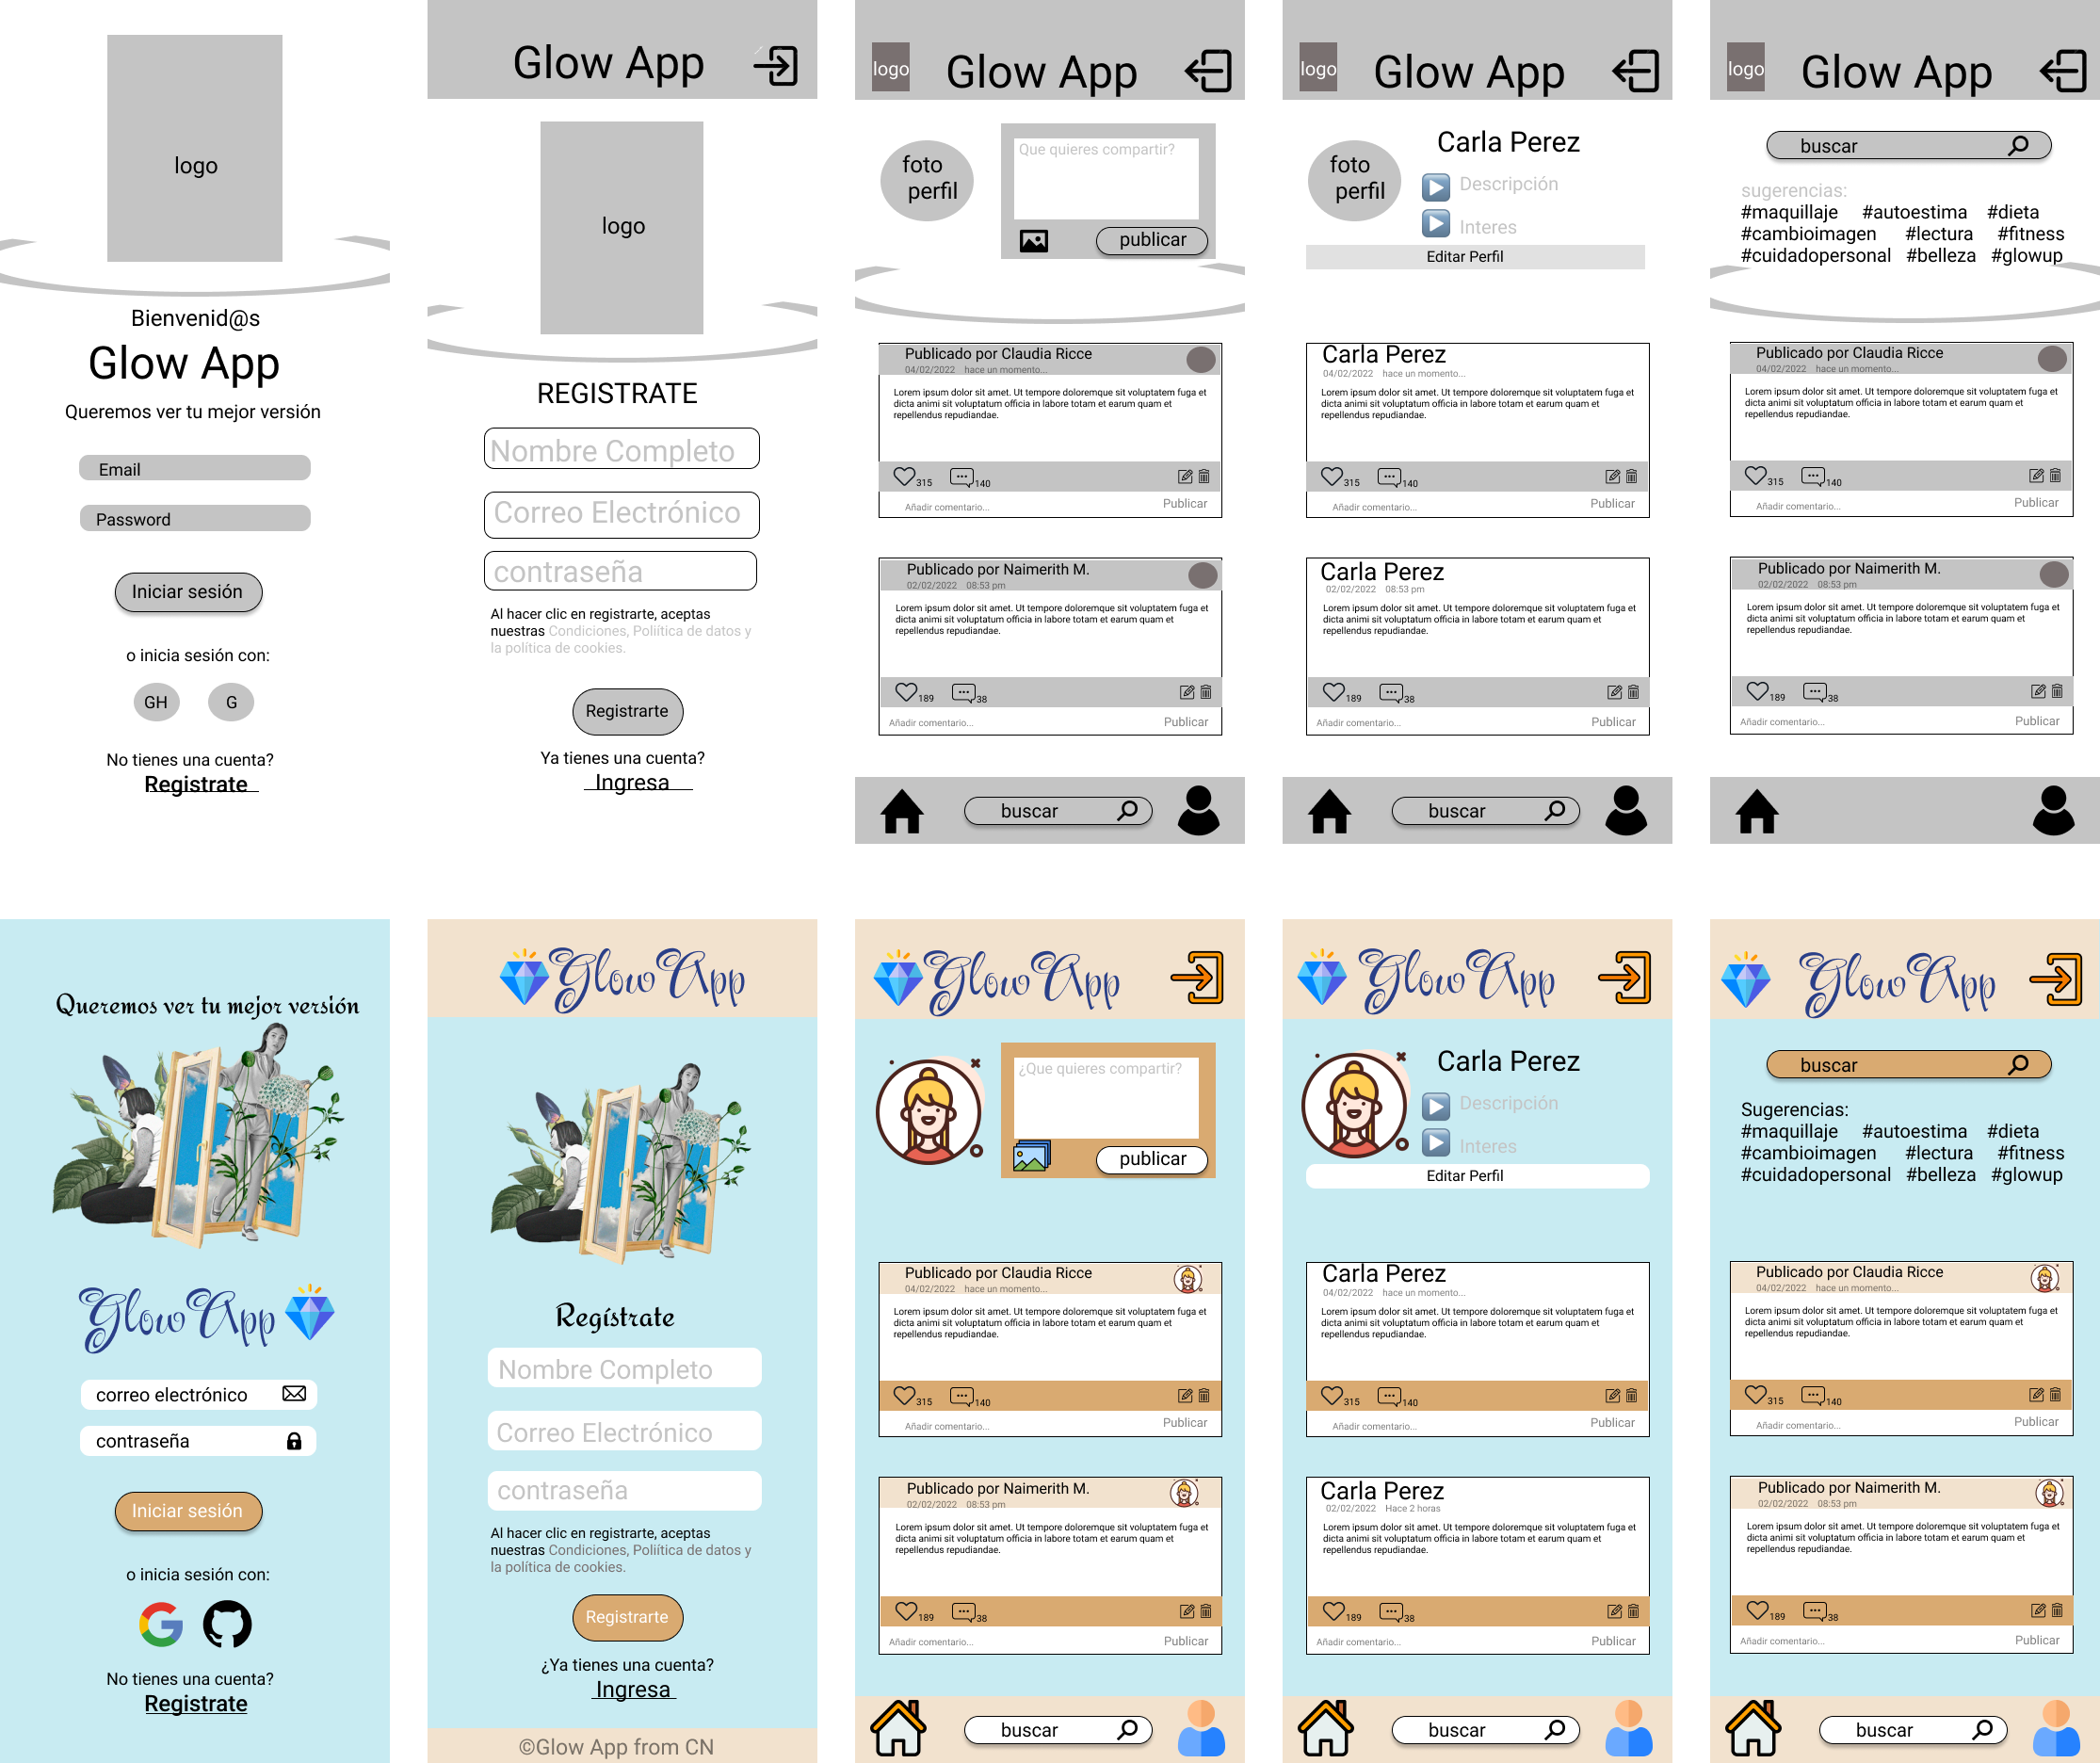 logo
Bienvenid@s
Glow App
Queremos ver tu mejor versión
Email
Password
Iniciar sesión
o inicia sesión con:
GH G
No tienes una cuenta?
Registrate
Glow App
logo
REGISTRATE
Nombre Completo
Correo Electrónico
contraseña
Al hacer clic en registrarte, aceptas
nuestras Condiciones, Poliítica de datos y
la política de cookies.
Registrarte
Ya tienes una cuenta?
Ingresa
logo Glow App
foto
perfil
Que quieres compartir?
publicar
Publicado por Claudia Ricce
04/02/2022 hace un momento...
Lorem ipsum dolor sit amet. Ut tempore doloremque sit voluptatem fuga et
dicta animi sit voluptatum officia in labore totam et earum quam et
repellendus repudiandae.
315 140
Añadir comentario... Publicar
Publicado por Naimerith M.
02/02/2022 08:53 pm
Lorem ipsum dolor sit amet. Ut tempore doloremque sit voluptatem fuga et
dicta animi sit voluptatum officia in labore totam et earum quam et
repellendus repudiandae.
189 38
Añadir comentario... Publicar
buscar
logo Glow App
foto
perfil
Carla Perez
Descripción
Interes
Editar Perfil
Carla Perez
04/02/2022 hace un momento...
Lorem ipsum dolor sit amet. Ut tempore doloremque sit voluptatem fuga et
dicta animi sit voluptatum officia in labore totam et earum quam et
repellendus repudiandae.
315 140
Añadir comentario... Publicar
Carla Perez
02/02/2022 08:53 pm
Lorem ipsum dolor sit amet. Ut tempore doloremque sit voluptatem fuga et
dicta animi sit voluptatum officia in labore totam et earum quam et
repellendus repudiandae.
189 38
Añadir comentario... Publicar
buscar
logo Glow App
buscar
sugerencias:
#maquillaje #autoestima #dieta
#cambioimagen #lectura #fitness
#cuidadopersonal #belleza #glowup
Publicado por Claudia Ricce
04/02/2022 hace un momento...
Lorem ipsum dolor sit amet. Ut tempore doloremque sit voluptatem fuga et
dicta animi sit voluptatum officia in labore totam et earum quam et
repellendus repudiandae.
315 140
Añadir comentario... Publicar
Publicado por Naimerith M.
02/02/2022 08:53 pm
Lorem ipsum dolor sit amet. Ut tempore doloremque sit voluptatem fuga et
dicta animi sit voluptatum officia in labore totam et earum quam et
repellendus repudiandae.
189 38
Añadir comentario... Publicar
Queremos ver tu mejor versión
Glow App
correo electrónico
contraseña
Iniciar sesión
o inicia sesión con:
No tienes una cuenta?
Registrate
Glow App
Regístrate
Nombre Completo
Correo Electrónico
contraseña
Al hacer clic en registrarte, aceptas
nuestras Condiciones, Poliítica de datos y
la política de cookies.
Registrarte
¿Ya tienes una cuenta?
Ingresa
©Glow App from CN
Glow App
¿Que quieres compartir?
publicar
Publicado por Claudia Ricce
04/02/2022 hace un momento...
Lorem ipsum dolor sit amet. Ut tempore doloremque sit voluptatem fuga et
dicta animi sit voluptatum officia in labore totam et earum quam et
repellendus repudiandae.
315 140
Añadir comentario... Publicar
Publicado por Naimerith M.
02/02/2022 08:53 pm
Lorem ipsum dolor sit amet. Ut tempore doloremque sit voluptatem fuga et
dicta animi sit voluptatum officia in labore totam et earum quam et
repellendus repudiandae.
189 38
Añadir comentario... Publicar
buscar
Glow App
Carla Perez
Descripción
Interes
Editar Perfil
Carla Perez
04/02/2022 hace un momento...
Lorem ipsum dolor sit amet. Ut tempore doloremque sit voluptatem fuga et
dicta animi sit voluptatum officia in labore totam et earum quam et
repellendus repudiandae.
315 140
Añadir comentario... Publicar
Carla Perez
02/02/2022 Hace 2 horas
Lorem ipsum dolor sit amet. Ut tempore doloremque sit voluptatem fuga et
dicta animi sit voluptatum officia in labore totam et earum quam et
repellendus repudiandae.
189 38
Añadir comentario... Publicar
buscar
Glow App
buscar
Sugerencias:
#maquillaje #autoestima #dieta
#cambioimagen #lectura #fitness
#cuidadopersonal #belleza #glowup
Publicado por Claudia Ricce
04/02/2022 hace un momento...
Lorem ipsum dolor sit amet. Ut tempore doloremque sit voluptatem fuga et
dicta animi sit voluptatum officia in labore totam et earum quam et
repellendus repudiandae.
315 140
Añadir comentario... Publicar
Publicado por Naimerith M.
02/02/2022 08:53 pm
Lorem ipsum dolor sit amet. Ut tempore doloremque sit voluptatem fuga et
dicta animi sit voluptatum officia in labore totam et earum quam et
repellendus repudiandae.
189 38
Añadir comentario... Publicar
buscar